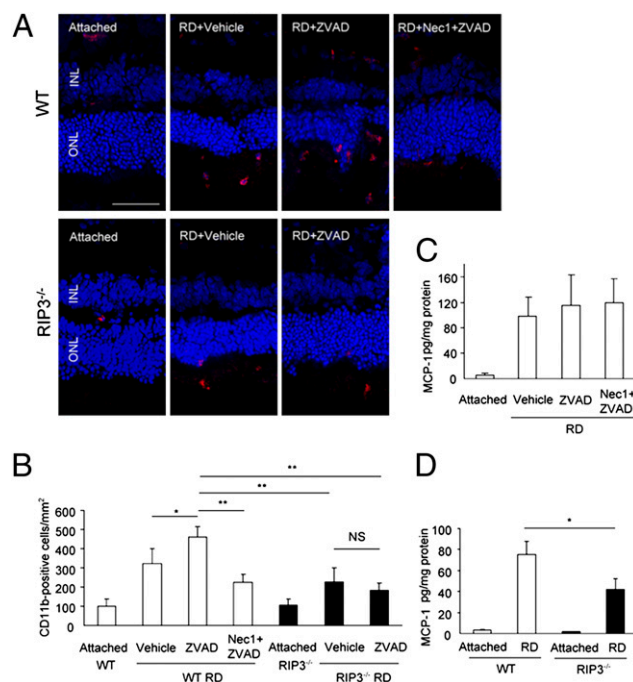 A
Attached
RD+Vehicle
RD+ZVAD
RD+Nec1+ZVAD
WT
INL
ONL
Attached
RD+Vehicle
RD+ZVAD
RIP3-/-
INL
ONL
C
MCP-1 pg/mg protein
160
120
80
40
0
Attached Vehicle ZVAD Nec1+ZVAD
RD
B
CD11b-positive cells/mm²
600
500
400
300
200
100
0
* ** ** **
NS
Attached Vehicle ZVAD Nec1+ZVAD Attached Vehicle ZVAD
WT WT RD RIP3-/- RIP3-/- RD
D
MCP-1 pg/mg protein
100
80
60
40
20
0
*
Attached RD Attached RD
WT RIP3-/-